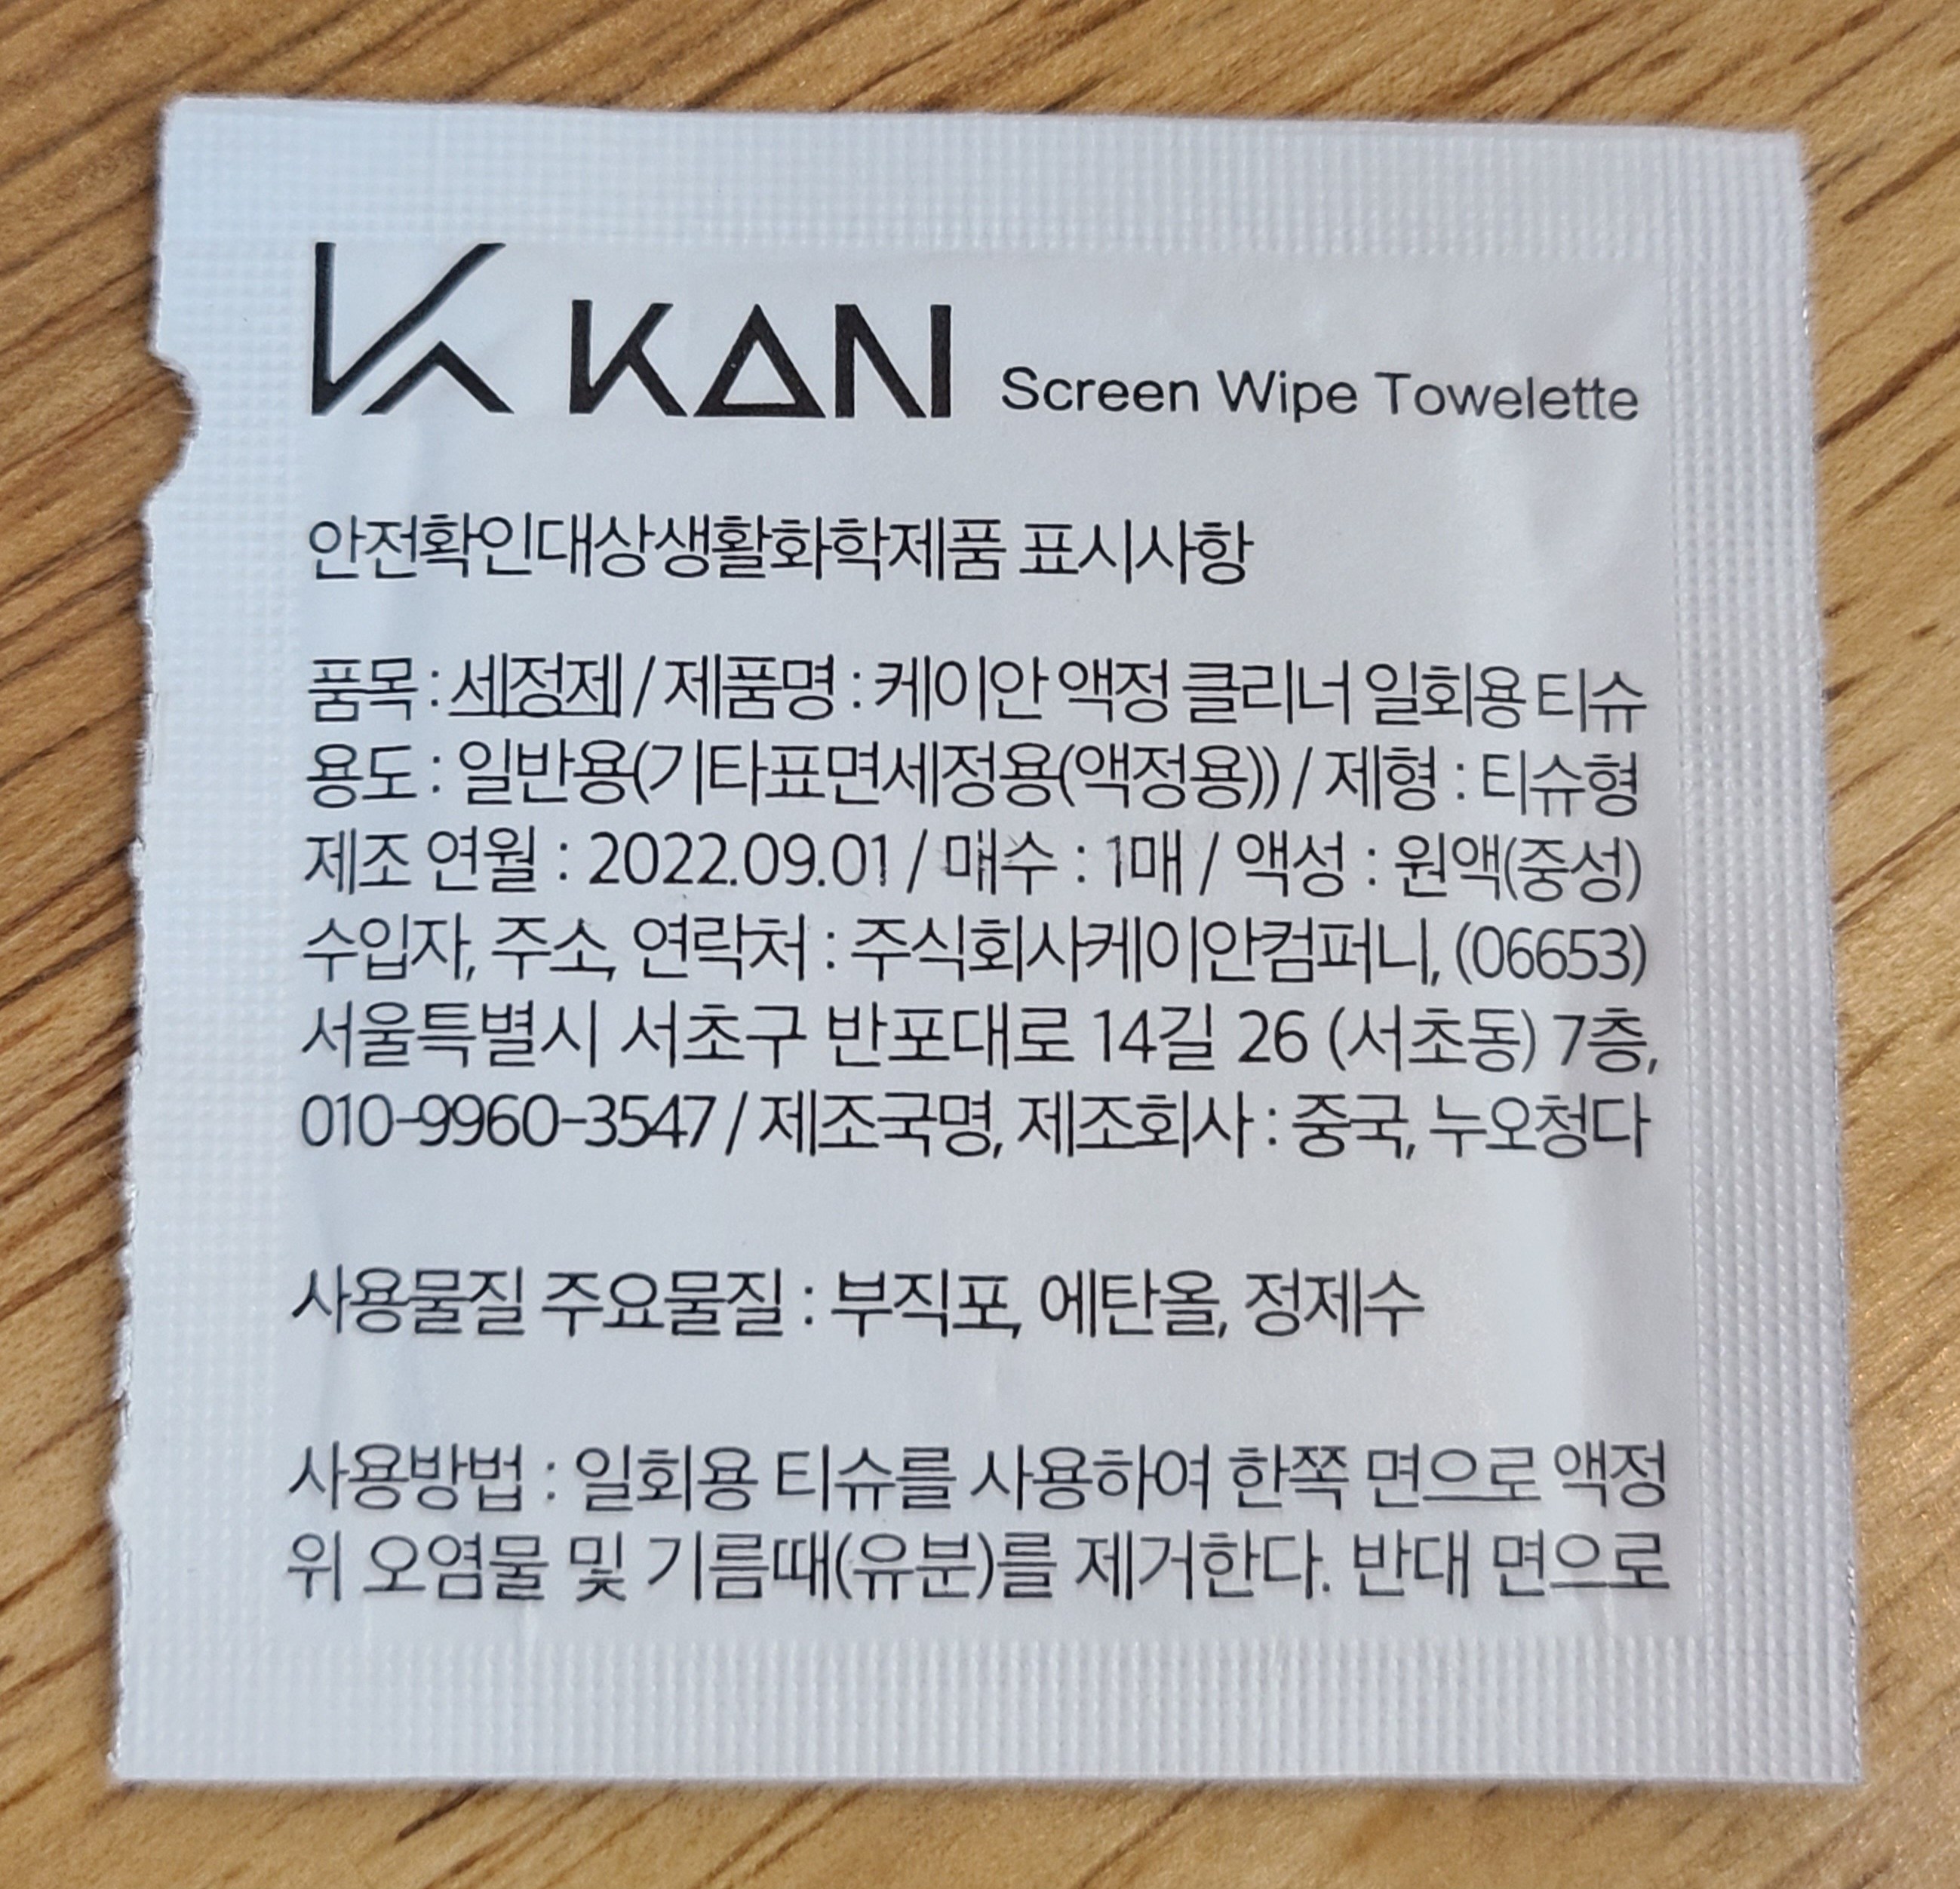 KAN Screen Wipe Towelette
안전확인대상생활화학제품 표시사항
품목 : 세정제 / 제품명 : 케이안 액정 클리너 일회용 티슈
용도 : 일반용(기타표면세정용(액정용)) / 제형 : 티슈형
제조 연월 : 2022.09.01 / 매수 : 1매 / 액성 : 원액(중성)
수입자, 주소, 연락처 : 주식회사케이안컴퍼니, (06653)
서울특별시 서초구 반포대로 14길 26 (서초동) 7층,
010-9960-3547 / 제조국명, 제조회사 : 중국, 누오청다
사용물질 주요물질 : 부직포, 에탄올, 정제수
사용방법 : 일회용 티슈를 사용하여 한쪽 면으로 액정
위 오염물 및 기름때(유분)를 제거한다. 반대 면으로